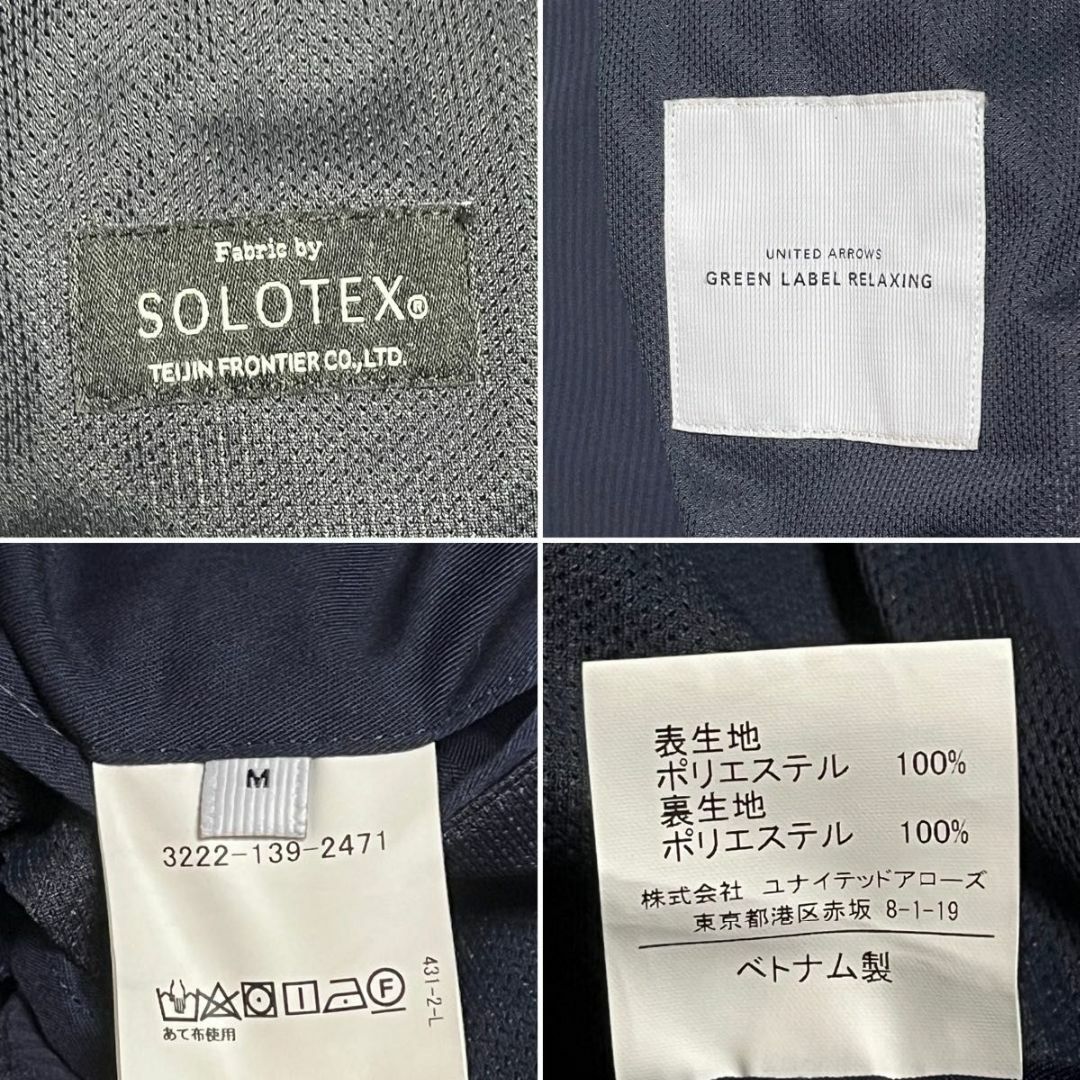 Fabric by
SOLOTEX®
TEIJIN FRONTIER CO.,LTD.
UNITED ARROWS
GREEN LABEL RELAXING
M
3222-139-2471
431-2-L
F
あて布使用
表生地
ポリエステル 100%
裏生地
ポリエステル 100%
株式会社 ユナイテッドアローズ
東京都港区赤坂 8-1-19
ベトナム製